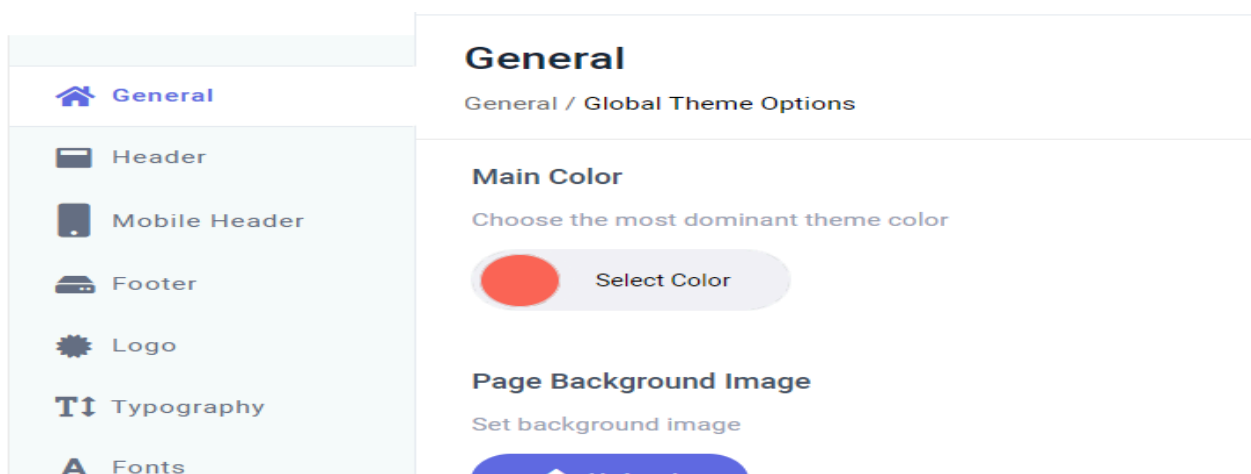 General
Header
Mobile Header
Footer
Logo
Typography
Fonts
General
General / Global Theme Options
Main Color
Choose the most dominant theme color
Select Color
Page Background Image
Set background image